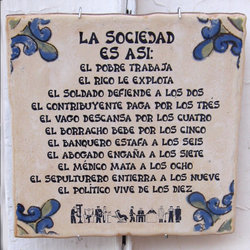 LA SOCIEDAD
ES ASI:
EL POBRE TRABAJA
EL RICO LE EXPLOTA
EL SOLDADO DEFIENDE A LOS DOS
EL CONTRIBUYENTE PAGA POR LOS TRES
EL VAGO DESCANSA POR LOS CUATRO
EL BORRACHO BEBE POR LOS CINCO
EL BANQUERO ESTAFA A LOS SEIS
EL ABOGADO ENGAÑA A LOS SIETE
EL MÉDICO MATA A LOS OCHO
EL SEPULTURERO ENTIERRA A LOS NUEVE
EL POLÍTICO VIVE DE LOS DIEZ